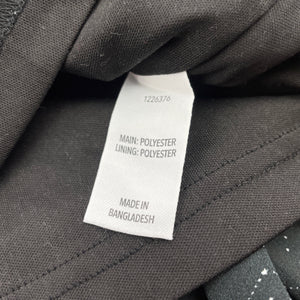 1226376
MAIN: POLYESTER
LINING: POLYESTER
MADE IN
BANGLADESH